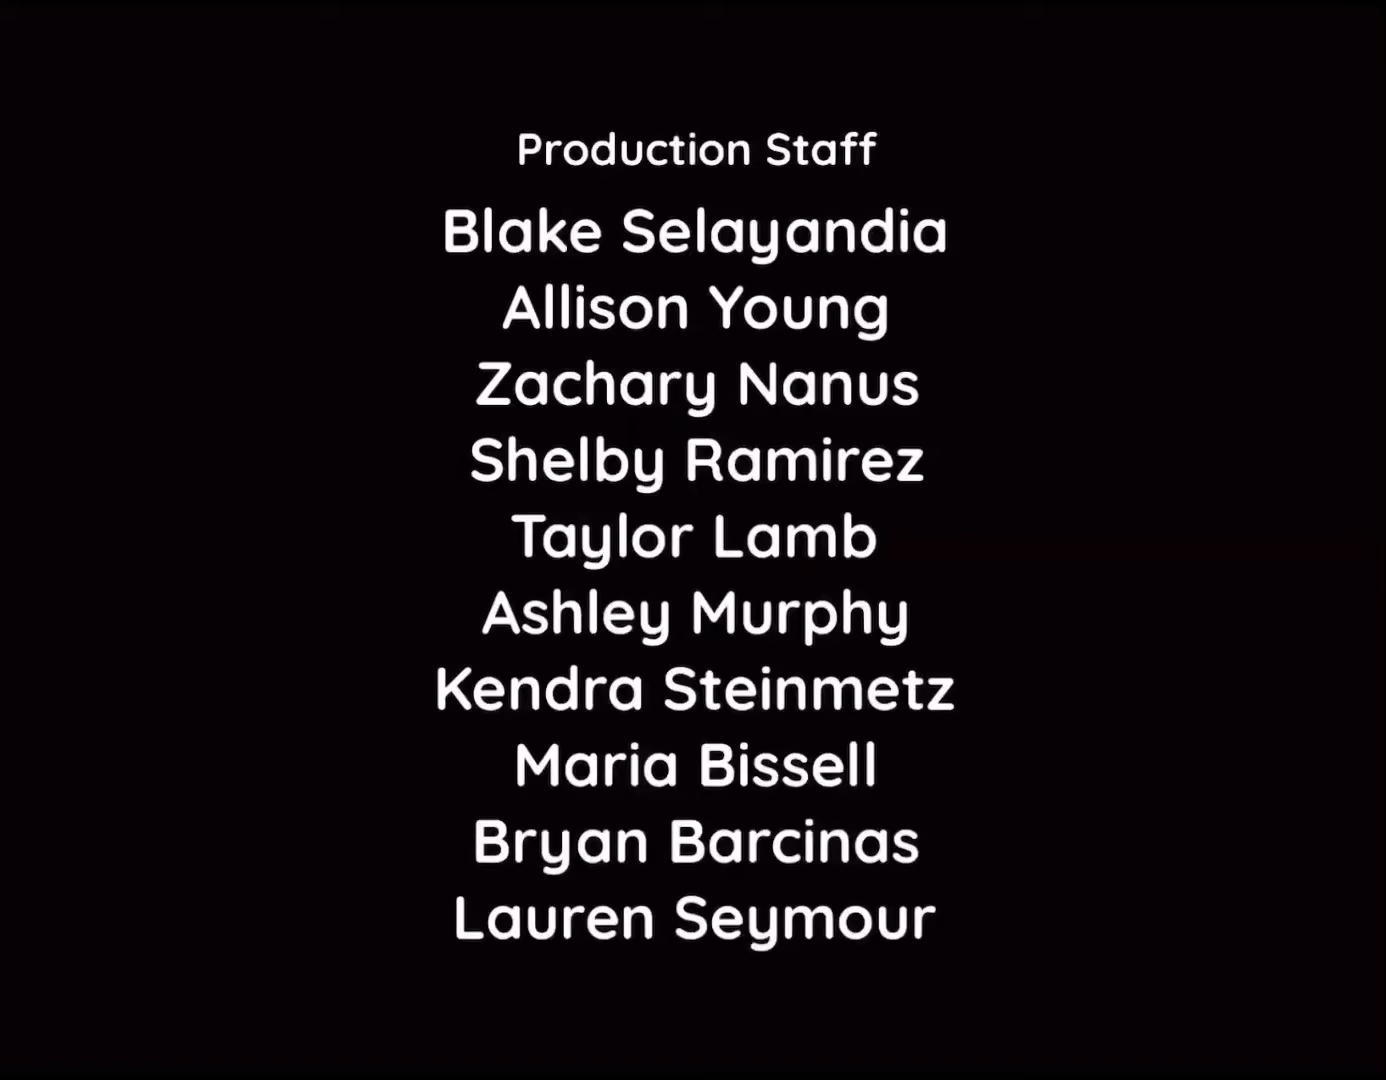 Production Staff
Blake Selayandia
Allison Young
Zachary Nanus
Shelby Ramirez
Taylor Lamb
Ashley Murphy
Kendra Steinmetz
Maria Bissell
Bryan Barcinas
Lauren Seymour